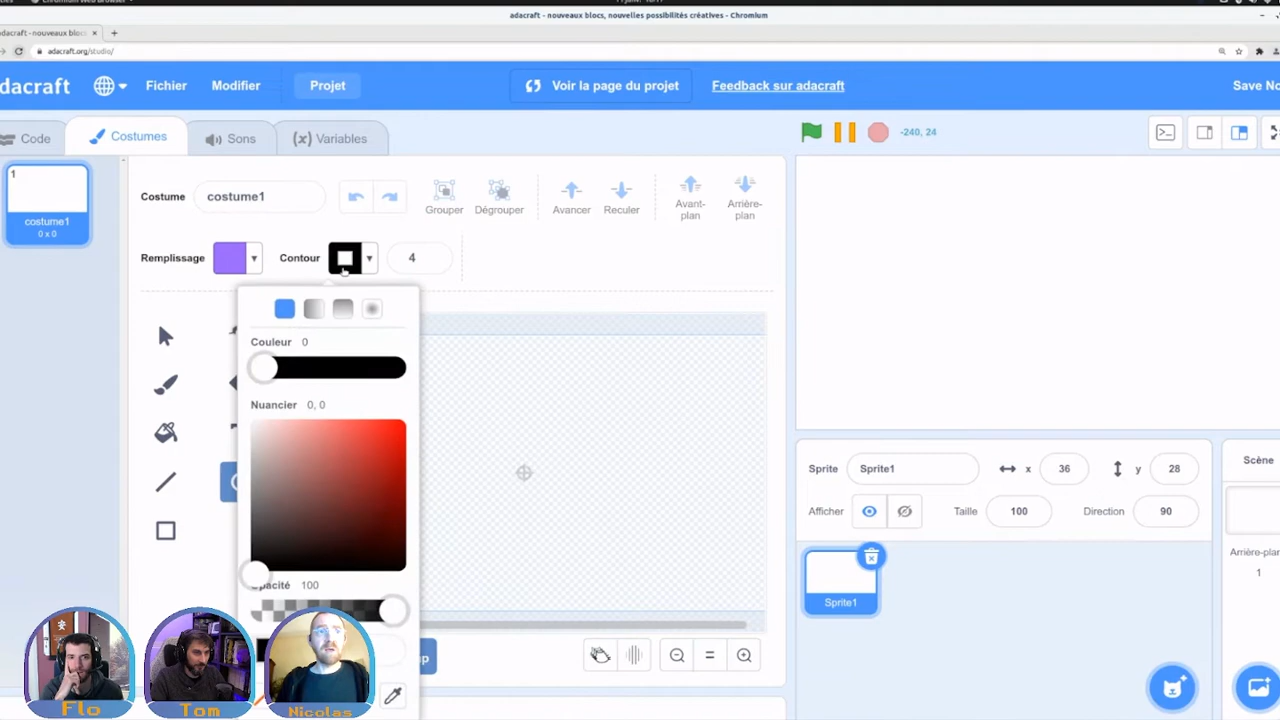 adacraft - nouveaux blocs, nouvelles possibilités créatives - Chromium
adacraft - nouveaux blocs
adacraft.org/studio/
dacraft
Fichier
Modifier
Projet
Voir la page du projet
Feedback sur adacraft
Save No
Code
Costumes
Sons
(x) Variables
-240, 24
1
costume1
0 x 0
Costume
costume1
Grouper
Dégrouper
Avancer
Reculer
Avant-
plan
Arrière-
plan
Remplissage
Contour
4
Couleur 0
Nuancier 0, 0
Opacité 100
up
Sprite
Sprite1
x
36
y
28
Afficher
Taille
100
Direction
90
Sprite1
Scène
Arrière-plan
1
Flo
Tom
Nicolas